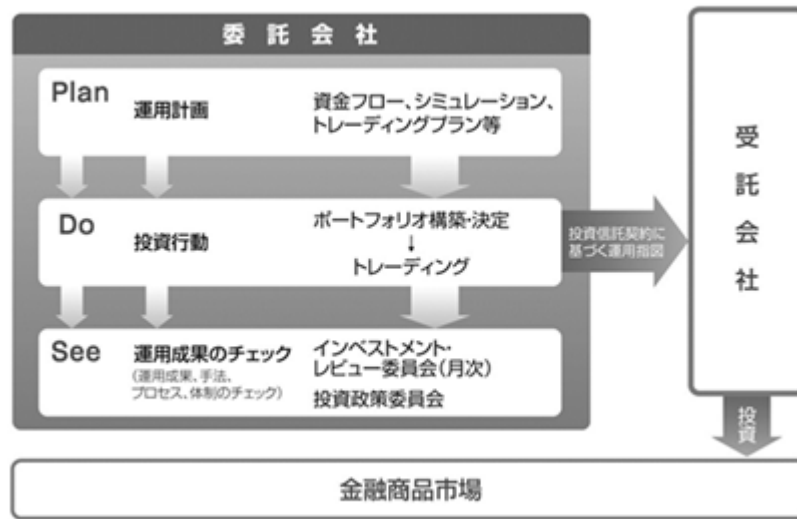 委託会社
Plan
運用計画
資金フロー、シミュレーション、
トレーディングプラン等
Do
投資行動
ポートフォリオ構築・決定
↓
トレーディング
See
運用成果のチェック
(運用成果、手法、
プロセス、体制のチェック)
インベストメント・
レビュー委員会(月次)
投資政策委員会
投資信託契約に
基づく運用指図
受託会社
投資
金融商品市場